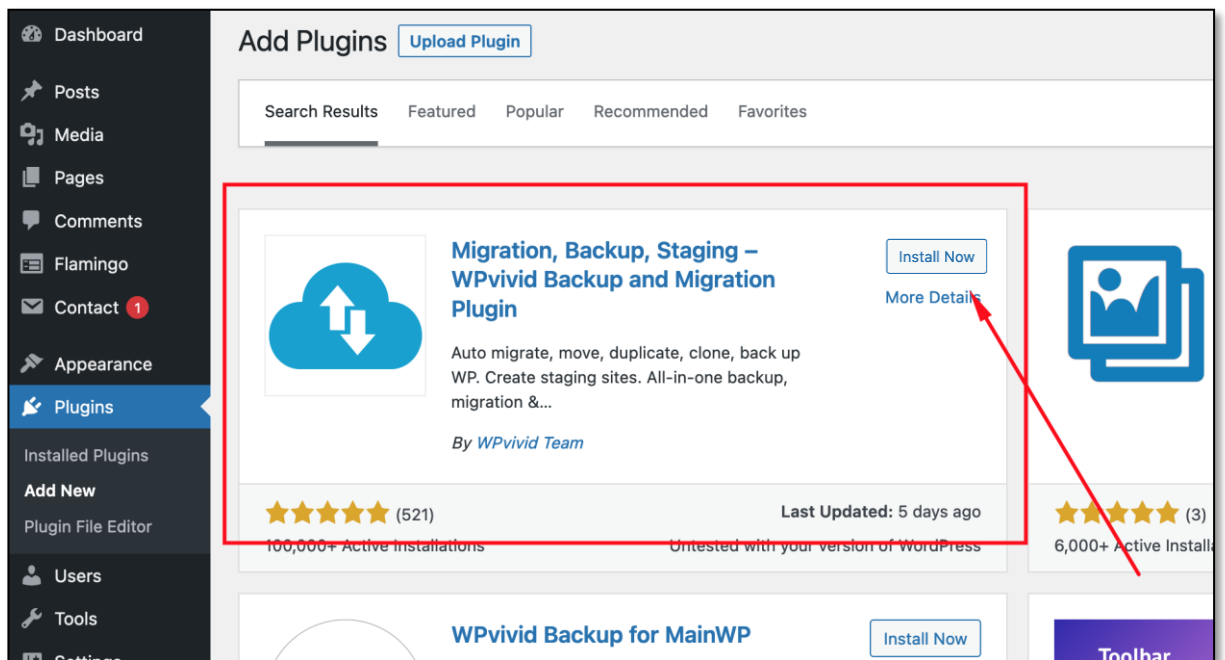 Dashboard
Posts
Media
Pages
Comments
Flamingo
Contact 1
Appearance
Plugins
Installed Plugins
Add New
Plugin File Editor
Users
Tools
Settings
Add Plugins Upload Plugin
Search Results Featured Popular Recommended Favorites
Migration, Backup, Staging –
WPvivid Backup and Migration
Plugin
Install Now
More Details
Auto migrate, move, duplicate, clone, back up
WP. Create staging sites. All-in-one backup,
migration &...
By WPvivid Team
(521)
Last Updated: 5 days ago
100,000+ Active Installations
Untested with your version of WordPress
(3)
6,000+ Active
WPvivid Backup for MainWP
Install Now
Toolbar